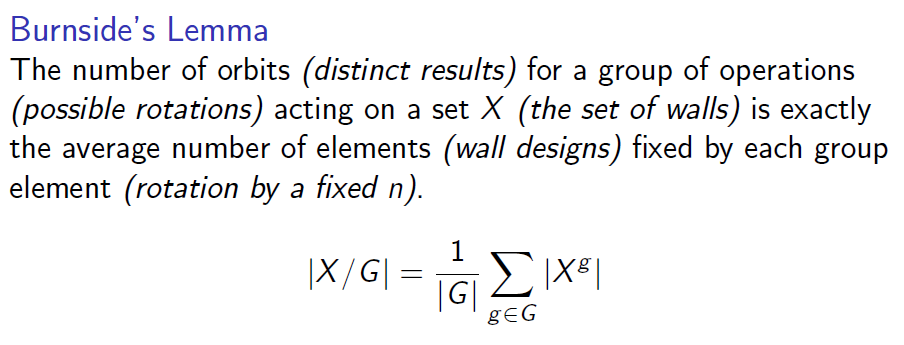 Burnside's Lemma
The number of orbits (distinct results) for a group of operations
(possible rotations) acting on a set X (the set of walls) is exactly
the average number of elements (wall designs) fixed by each group
element (rotation by a fixed n).
|X/G| = \frac{1}{|G|} \sum_{g∈G} |X^g|